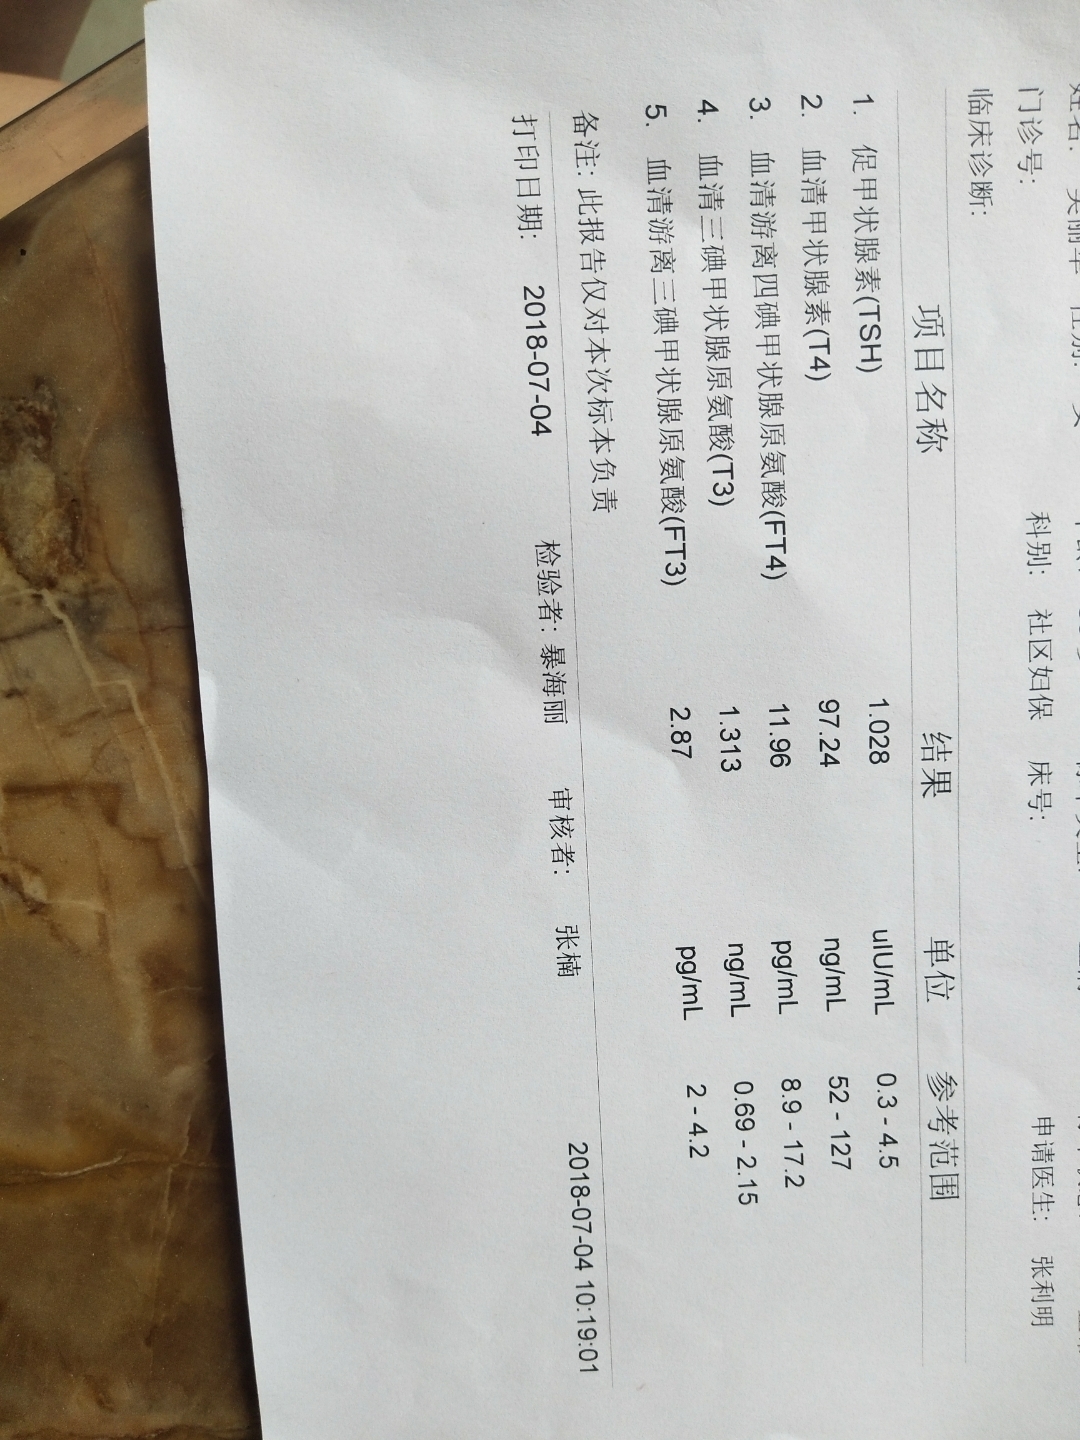 姓名: 吴丽华 性别: 女
门诊号: 科别: 社区妇保 床号: 申请医生: 张利明
临床诊断:
项目名称 结果 单位 参考范围
1. 促甲状腺素(TSH) 1.028 uIU/mL 0.3 - 4.5
2. 血清甲状腺素(T4) 97.24 ng/mL 52 - 127
3. 血清游离四碘甲状腺原氨酸(FT4) 11.96 pg/mL 8.9 - 17.2
4. 血清三碘甲状腺原氨酸(T3) 1.313 ng/mL 0.69 - 2.15
5. 血清游离三碘甲状腺原氨酸(FT3) 2.87 pg/mL 2 - 4.2
备注: 此报告仅对本次标本负责
打印日期: 2018-07-04 检验者: 暴海丽 审核者: 张楠 2018-07-04 10:19:01